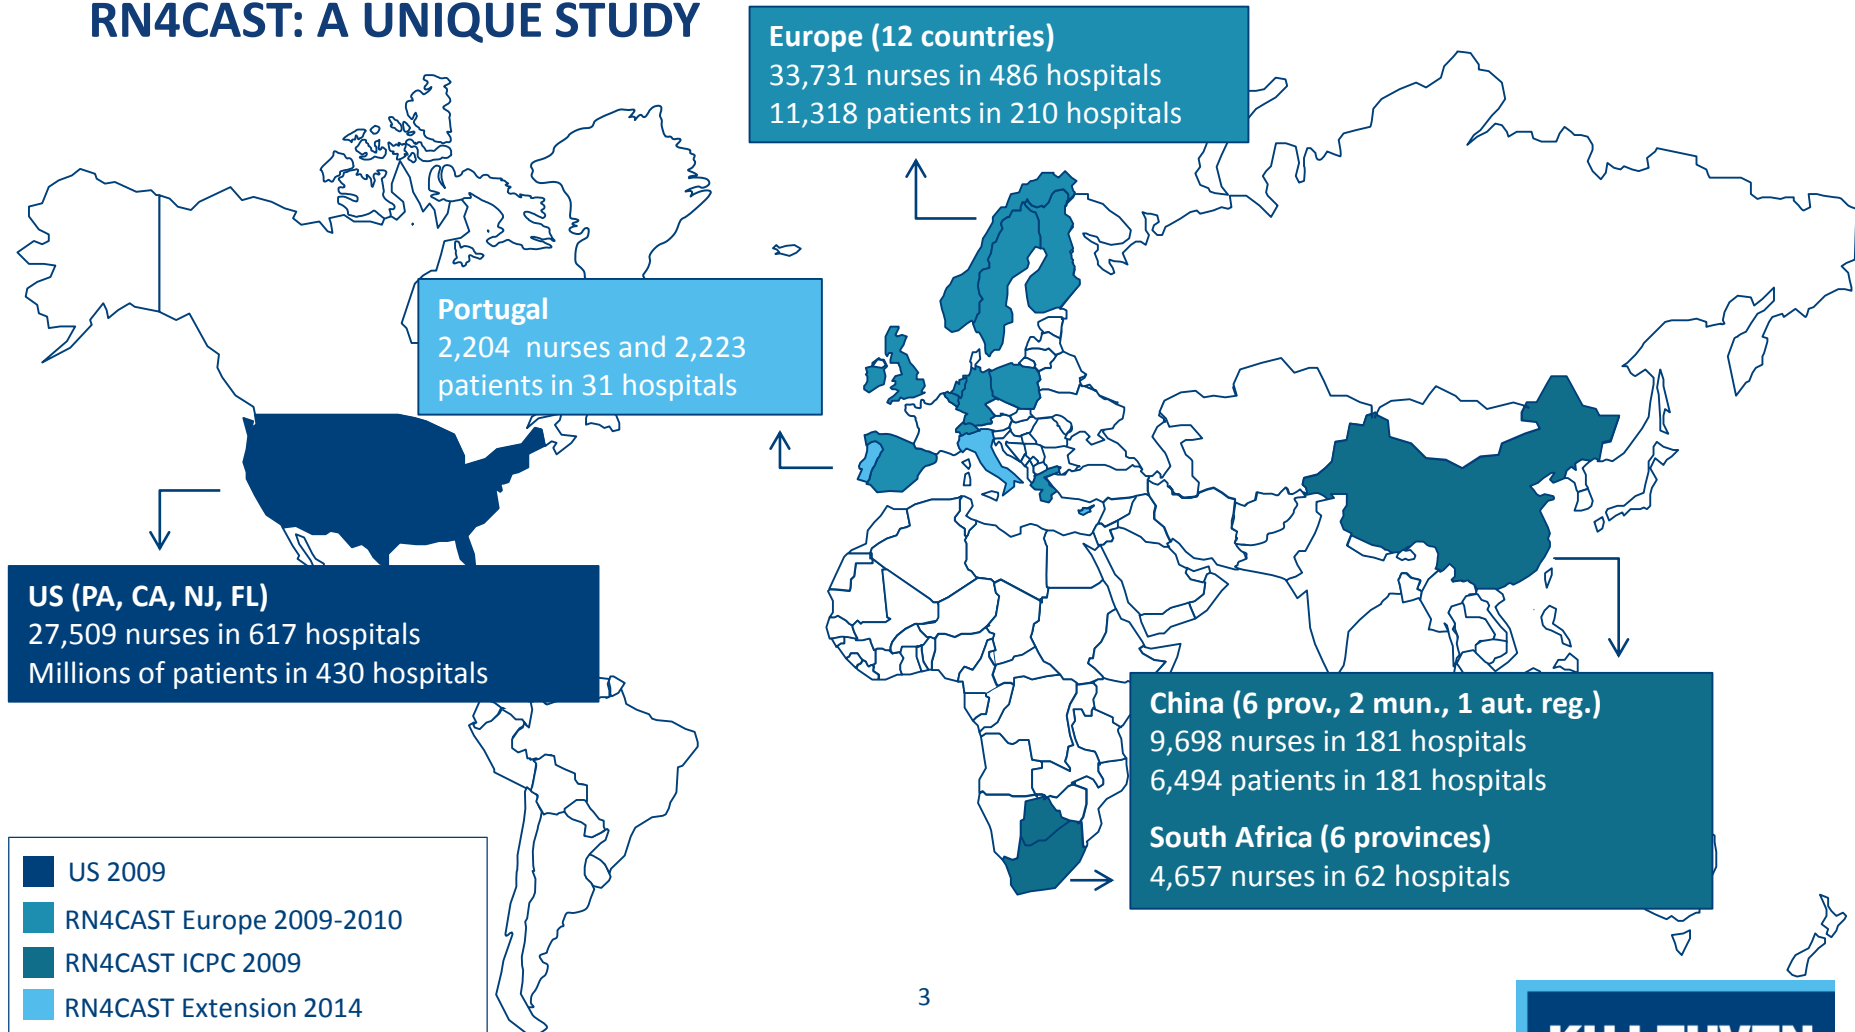 RN4CAST: A UNIQUE STUDY
Europe (12 countries)
33,731 nurses in 486 hospitals
11,318 patients in 210 hospitals
Portugal
2,204 nurses and 2,223
patients in 31 hospitals
US (PA, CA, NJ, FL)
27,509 nurses in 617 hospitals
Millions of patients in 430 hospitals
China (6 prov., 2 mun., 1 aut. reg.)
9,698 nurses in 181 hospitals
6,494 patients in 181 hospitals
South Africa (6 provinces)
4,657 nurses in 62 hospitals
US 2009
RN4CAST Europe 2009-2010
RN4CAST ICPC 2009
RN4CAST Extension 2014
3
KU LEUVEN